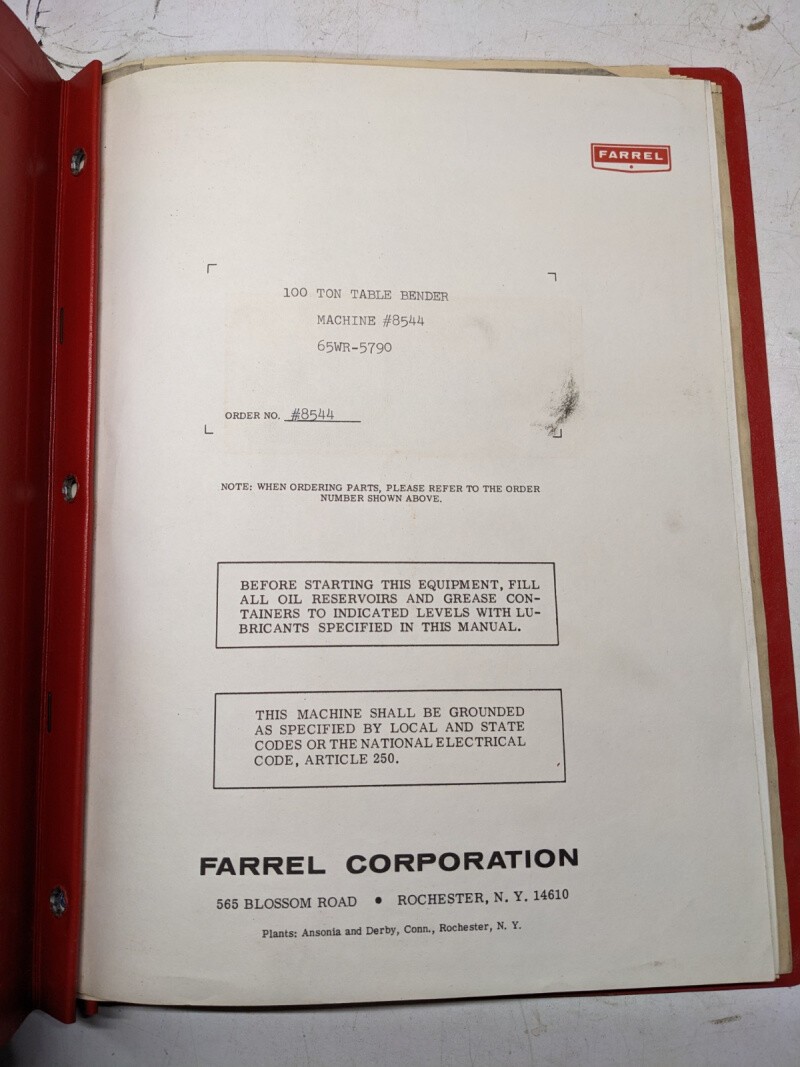 FARREL
100 TON TABLE BENDER
MACHINE #8544
65WR-5790
ORDER NO. #8544
NOTE: WHEN ORDERING PARTS, PLEASE REFER TO THE ORDER
NUMBER SHOWN ABOVE.
BEFORE STARTING THIS EQUIPMENT, FILL
ALL OIL RESERVOIRS AND GREASE CON-
TAINERS TO INDICATED LEVELS WITH LU-
BRICANTS SPECIFIED IN THIS MANUAL.
THIS MACHINE SHALL BE GROUNDED
AS SPECIFIED BY LOCAL AND STATE
CODES OR THE NATIONAL ELECTRICAL
CODE, ARTICLE 250.
FARREL CORPORATION
565 BLOSSOM ROAD • ROCHESTER, N. Y. 14610
Plants: Ansonia and Derby, Conn., Rochester, N. Y.